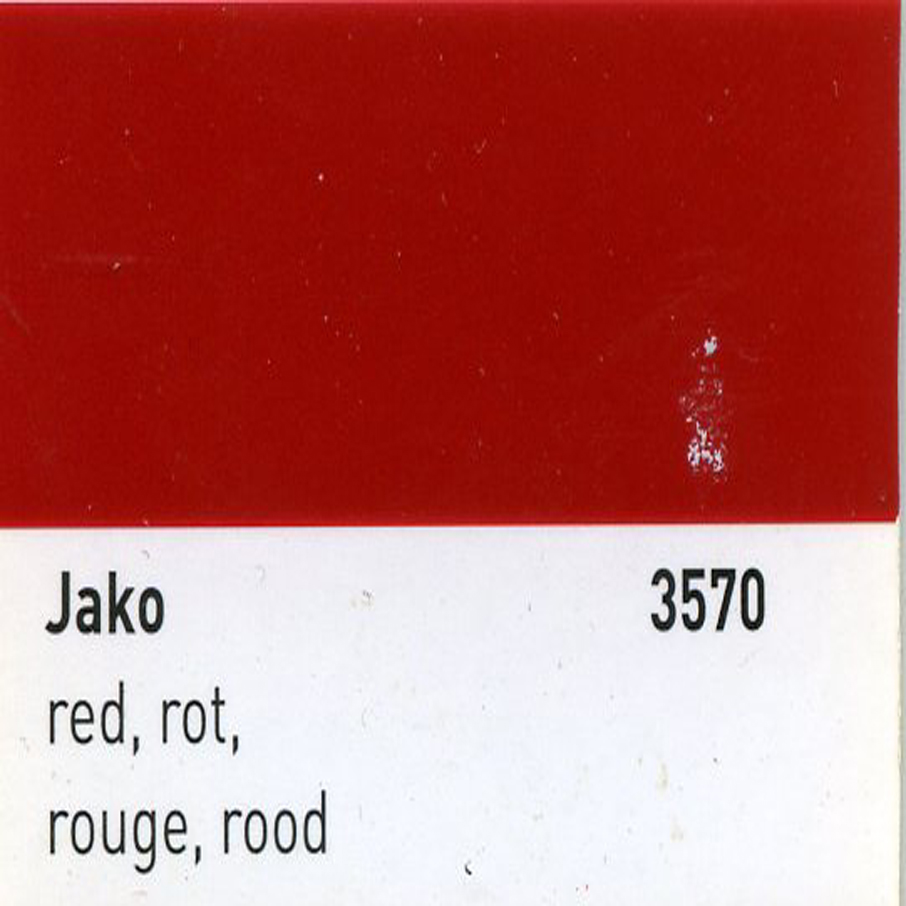 Jako 3570
red, rot,
rouge, rood